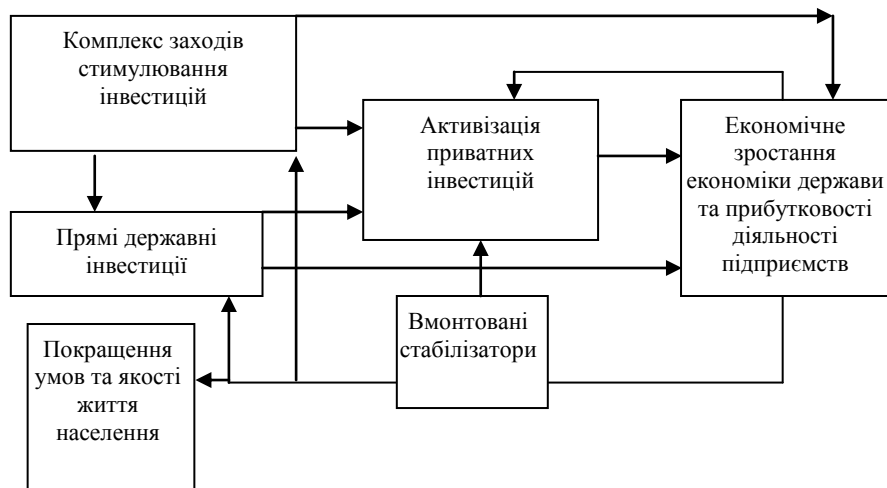 Комплекс заходів
стимулювання
інвестицій
Активізація
приватних
інвестицій
Економічне
зростання
економіки держави
та прибутковості
діяльності
підприємств
Прямі державні
інвестиції
Вмонтовані
стабілізатори
Покращення
умов та якості
життя
населення